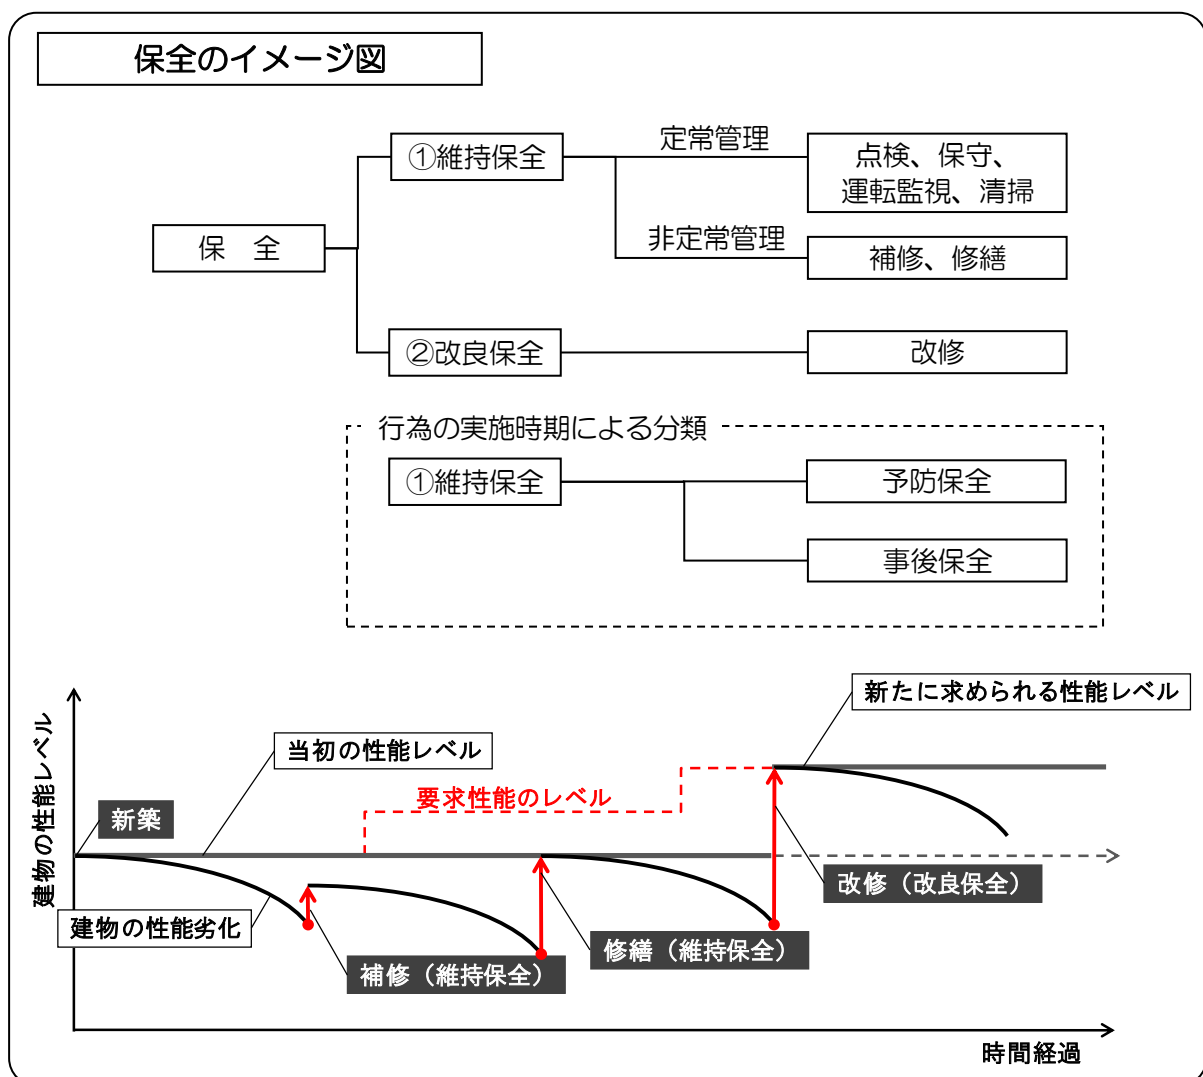 保全のイメージ図
定常管理
①維持保全
点検、保守、
運転監視、清掃
保　全
非定常管理
補修、修繕
②改良保全
改修
行為の実施時期による分類
①維持保全
予防保全
事後保全
新たに求められる性能レベル
当初の性能レベル
要求性能のレベル
新築
建物の性能レベル
改修（改良保全）
建物の性能劣化
修繕（維持保全）
補修（維持保全）
時間経過